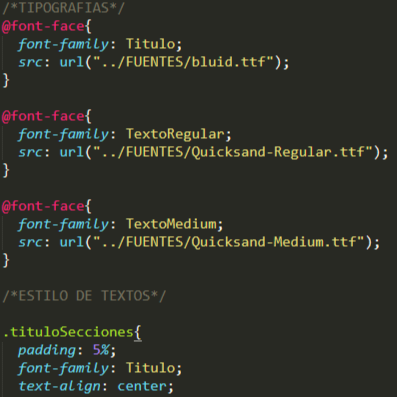 /*TIPOGRAFIAS*/
@font-face{
font-family: Titulo;
src: url("../FUENTES/bluid.ttf");
}
@font-face{
font-family: TextoRegular;
src: url("../FUENTES/Quicksand-Regular.ttf");
}
@font-face{
font-family: TextoMedium;
src: url("../FUENTES/Quicksand-Medium.ttf");
}
/*ESTILO DE TEXTOS*/
.tituloSecciones{
padding: 5%;
font-family: Titulo;
text-align: center;